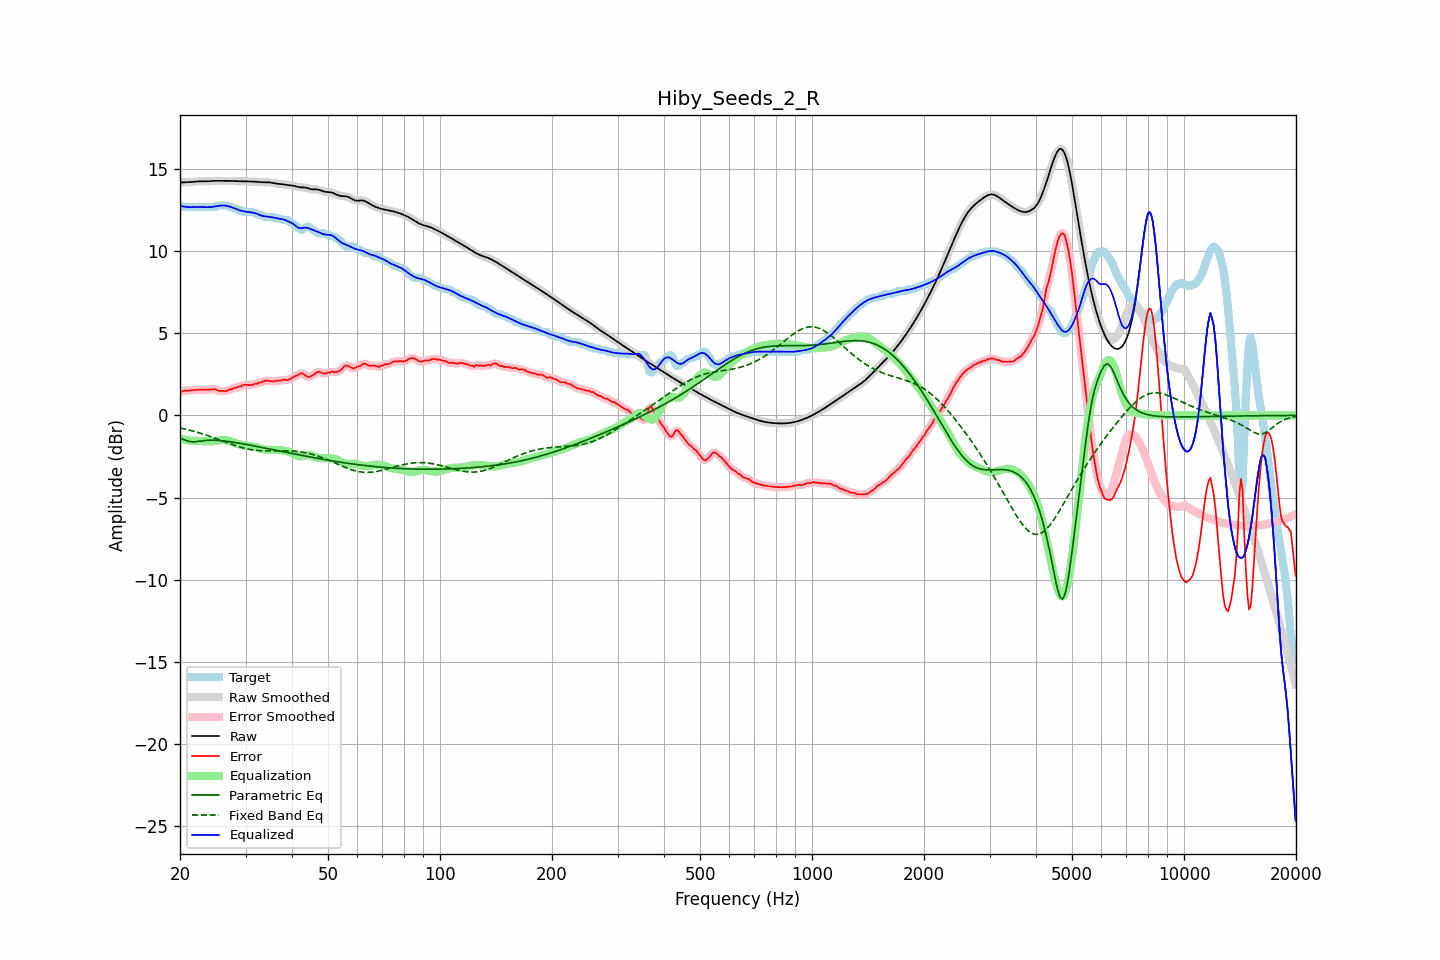 Hiby_Seeds_2_R
Amplitude (dBr)
15
10
5
0
−5
−10
−15
−20
−25
Target
Raw Smoothed
Error Smoothed
Raw
Error
Equalization
Parametric Eq
Fixed Band Eq
Equalized
20 50 100 200 500 1000 2000 5000 10000 20000
Frequency (Hz)